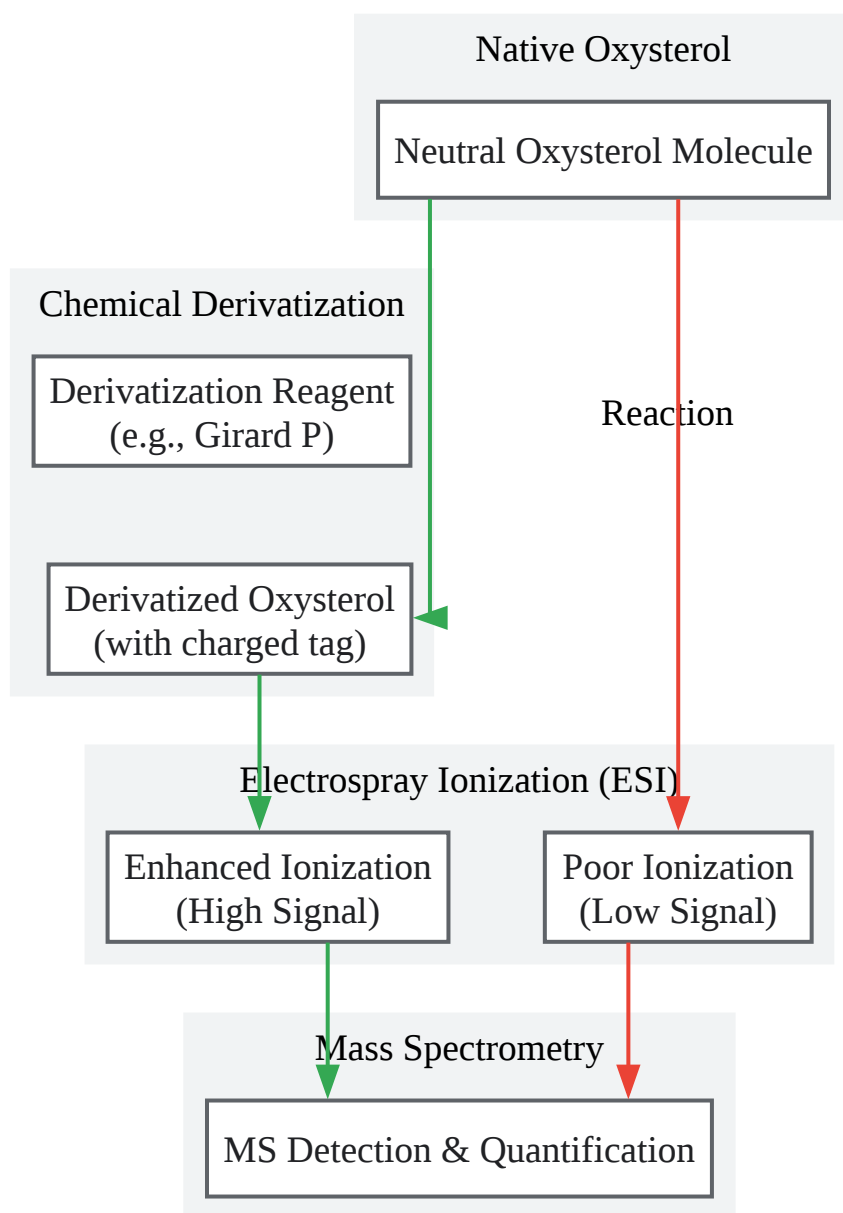 Native Oxysterol
Neutral Oxysterol Molecule
Chemical Derivatization
Derivatization Reagent
(e.g., Girard P)
Reaction
Derivatized Oxysterol
(with charged tag)
Electrospray Ionization (ESI)
Enhanced Ionization
(High Signal)
Poor Ionization
(Low Signal)
Mass Spectrometry
MS Detection & Quantification